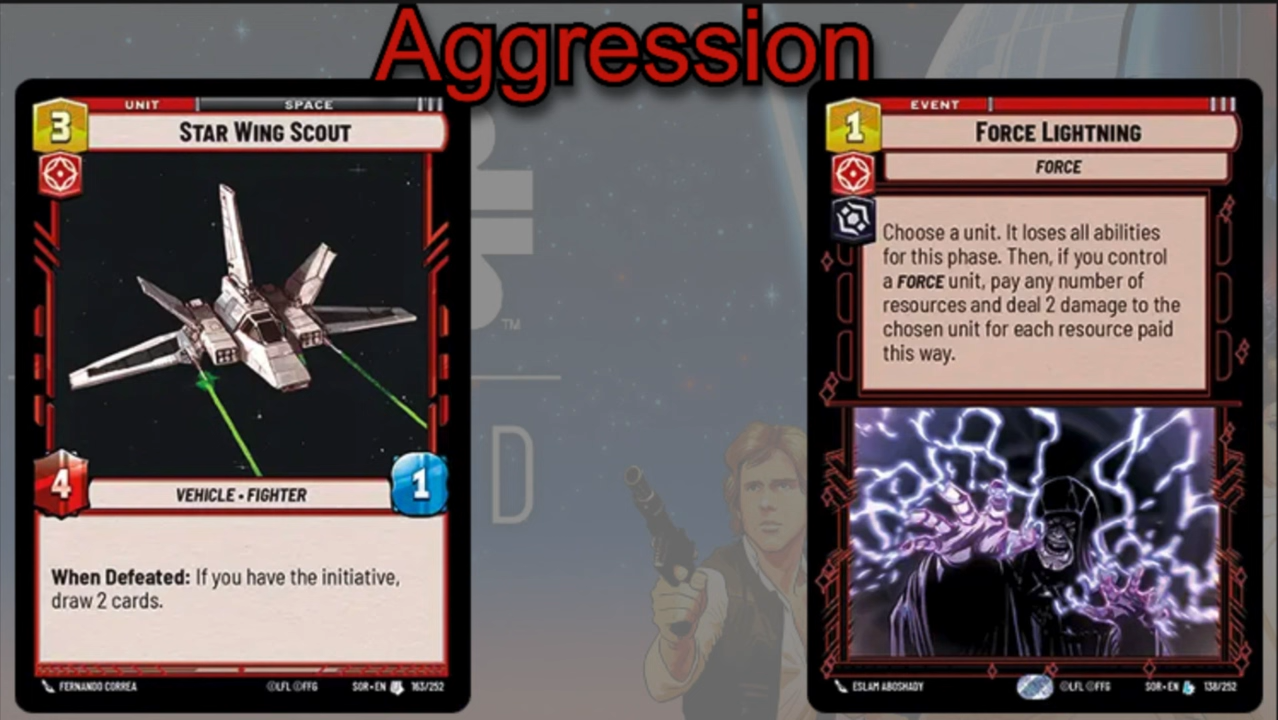 Aggression
3
UNIT
SPACE
STAR WING SCOUT
4
VEHICLE • FIGHTER
1
When Defeated: If you have the initiative,
draw 2 cards.
FERNANDO CORREA
©LFL ©FFG
SOR • EN
163/252
TM
D
1
EVENT
FORCE LIGHTNING
FORCE
Choose a unit. It loses all abilities
for this phase. Then, if you control
a FORCE unit, pay any number of
resources and deal 2 damage to the
chosen unit for each resource paid
this way.
ESLAM ABOSHADY
©LFL ©FFG
SOR • EN
138/252